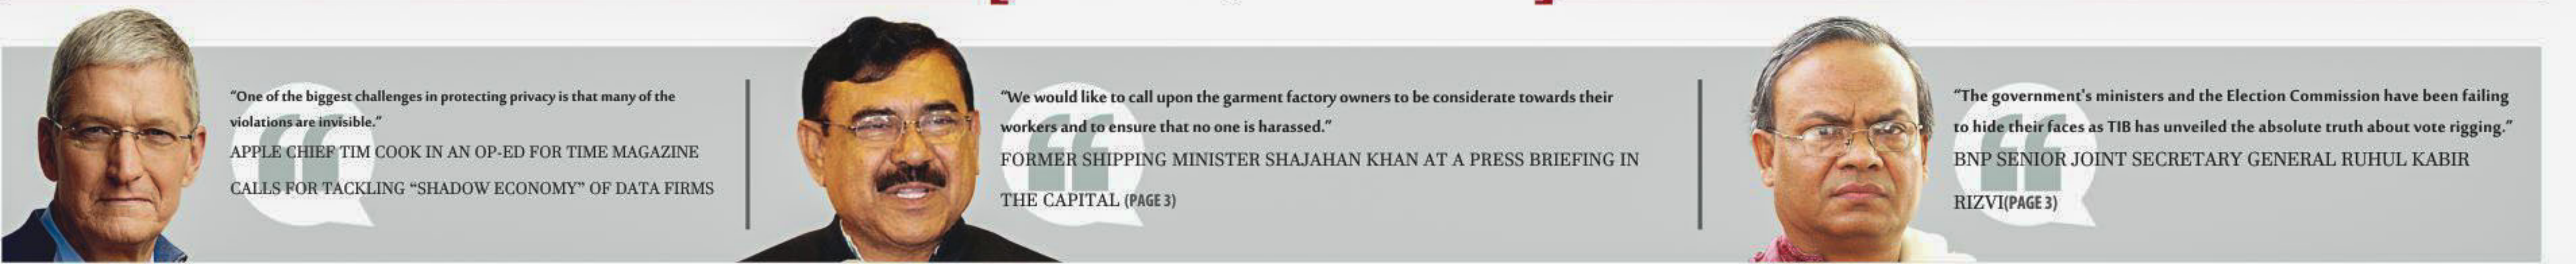 "One of the biggest challenges in protecting privacy is that many of the
violations are invisible."
APPLE CHIEF TIM COOK IN AN OP-ED FOR TIME MAGAZINE
CALLS FOR TACKLING "SHADOW ECONOMY" OF DATA FIRMS
"We would like to call upon the garment factory owners to be considerate towards their
workers and to ensure that no one is harassed."
FORMER SHIPPING MINISTER SHAJAHAN KHAN AT A PRESS BRIEFING IN
THE CAPITAL (PAGE 3)
"The government's ministers and the Election Commission have been failing
to hide their faces as TIB has unveiled the absolute truth about vote rigging."
BNP SENIOR JOINT SECRETARY GENERAL RUHUL KABIR
RIZVI(PAGE 3)